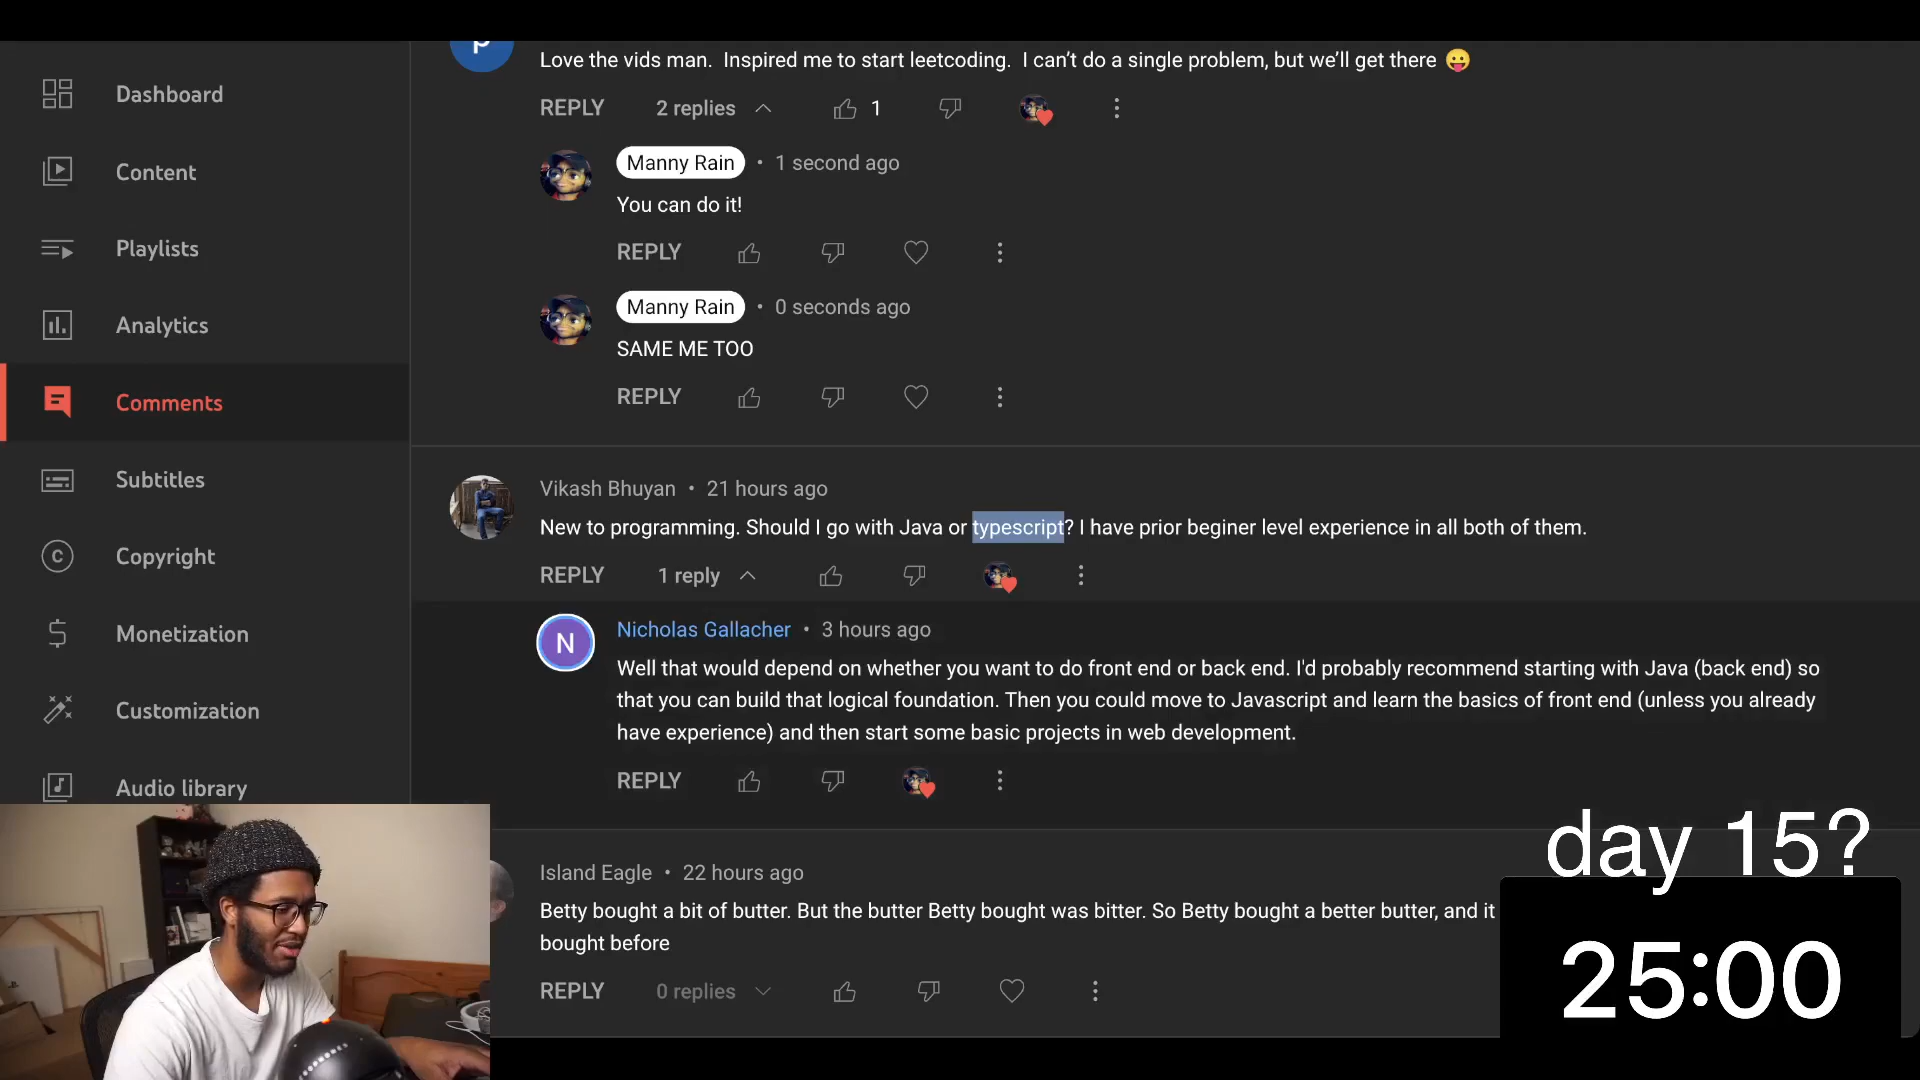 Dashboard
Content
Playlists
Analytics
Comments
Subtitles
Copyright
Monetization
Customization
Audio library
Love the vids man. Inspired me to start leetcoding. I can't do a single problem, but we'll get there 😛
REPLY 2 replies 1
Manny Rain • 1 second ago
You can do it!
REPLY
Manny Rain • 0 seconds ago
SAME ME TOO
REPLY
Vikash Bhuyan • 21 hours ago
New to programming. Should I go with Java or typescript? I have prior beginer level experience in all both of them.
REPLY 1 reply
N
Nicholas Gallacher • 3 hours ago
Well that would depend on whether you want to do front end or back end. I'd probably recommend starting with Java (back end) so
that you can build that logical foundation. Then you could move to Javascript and learn the basics of front end (unless you already
have experience) and then start some basic projects in web development.
REPLY
Island Eagle • 22 hours ago
Betty bought a bit of butter. But the butter Betty bought was bitter. So Betty bought a better butter, and it
bought before
REPLY 0 replies
day 15?
25:00